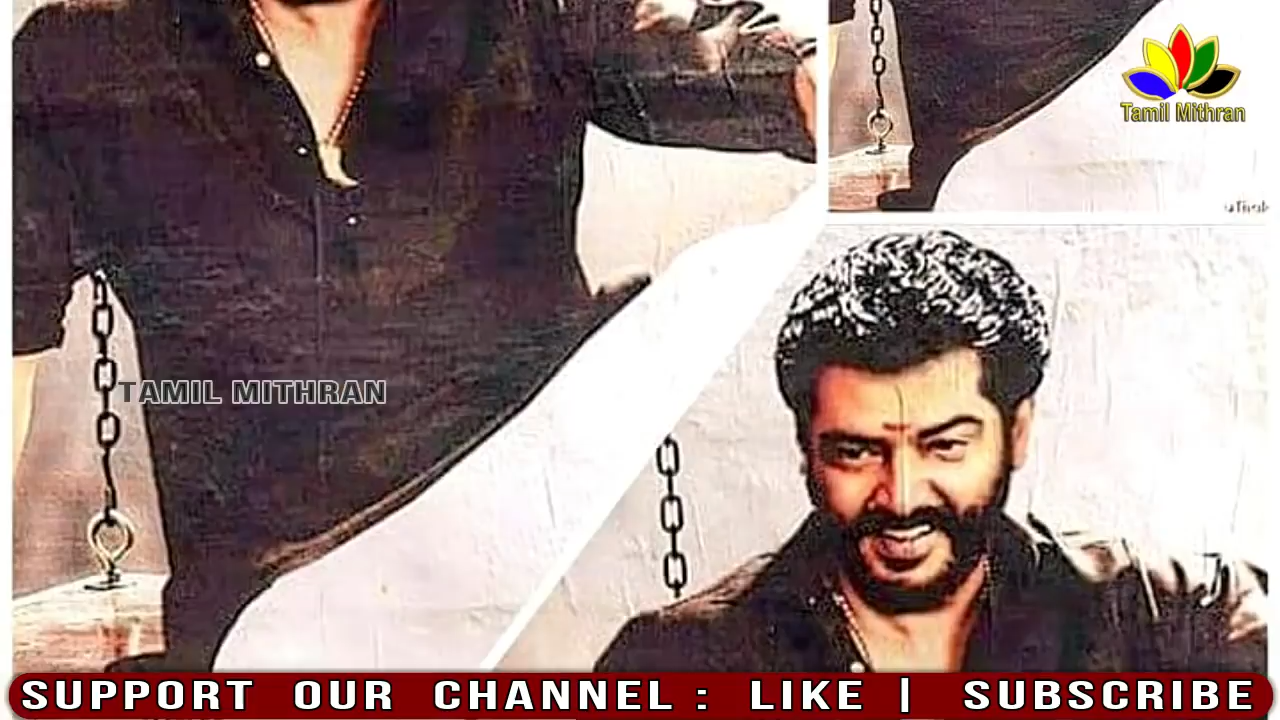 Tamil Mithran
TAMIL MITHRAN
SUPPORT OUR CHANNEL : LIKE | SUBSCRIBE